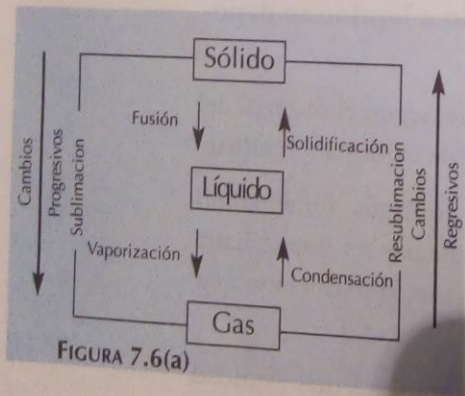 Sólido
Fusión
Solidificación
Líquido
Vaporización
Condensación
Gas
Cambios
Progresivos
Sublimacion
Resublimacion
Cambios
Regresivos
FIGURA 7.6(a)